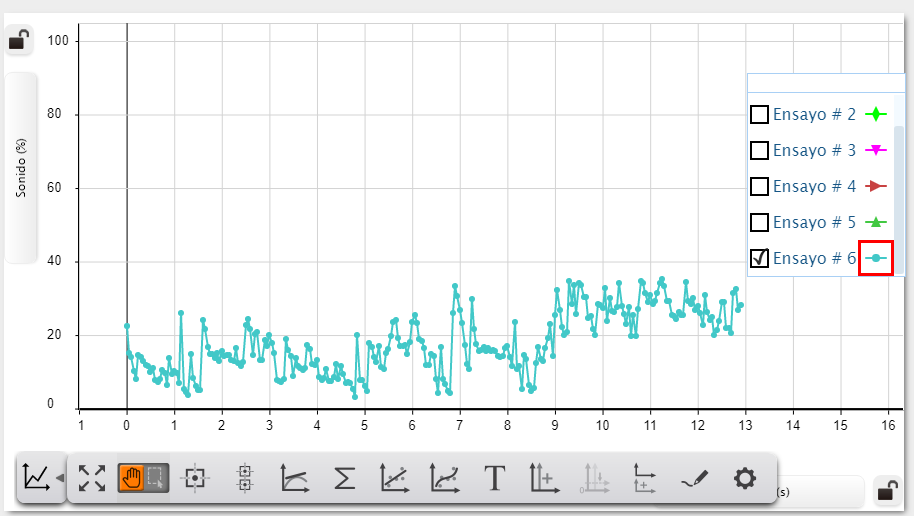 100
80
60
40
20
0
Sonido (%)
Ensayo # 2
Ensayo # 3
Ensayo # 4
Ensayo # 5
Ensayo # 6
1 0 1 2 3 4 5 6 7 8 9 10 11 12 13 14 15 16
Σ T 0
(s)